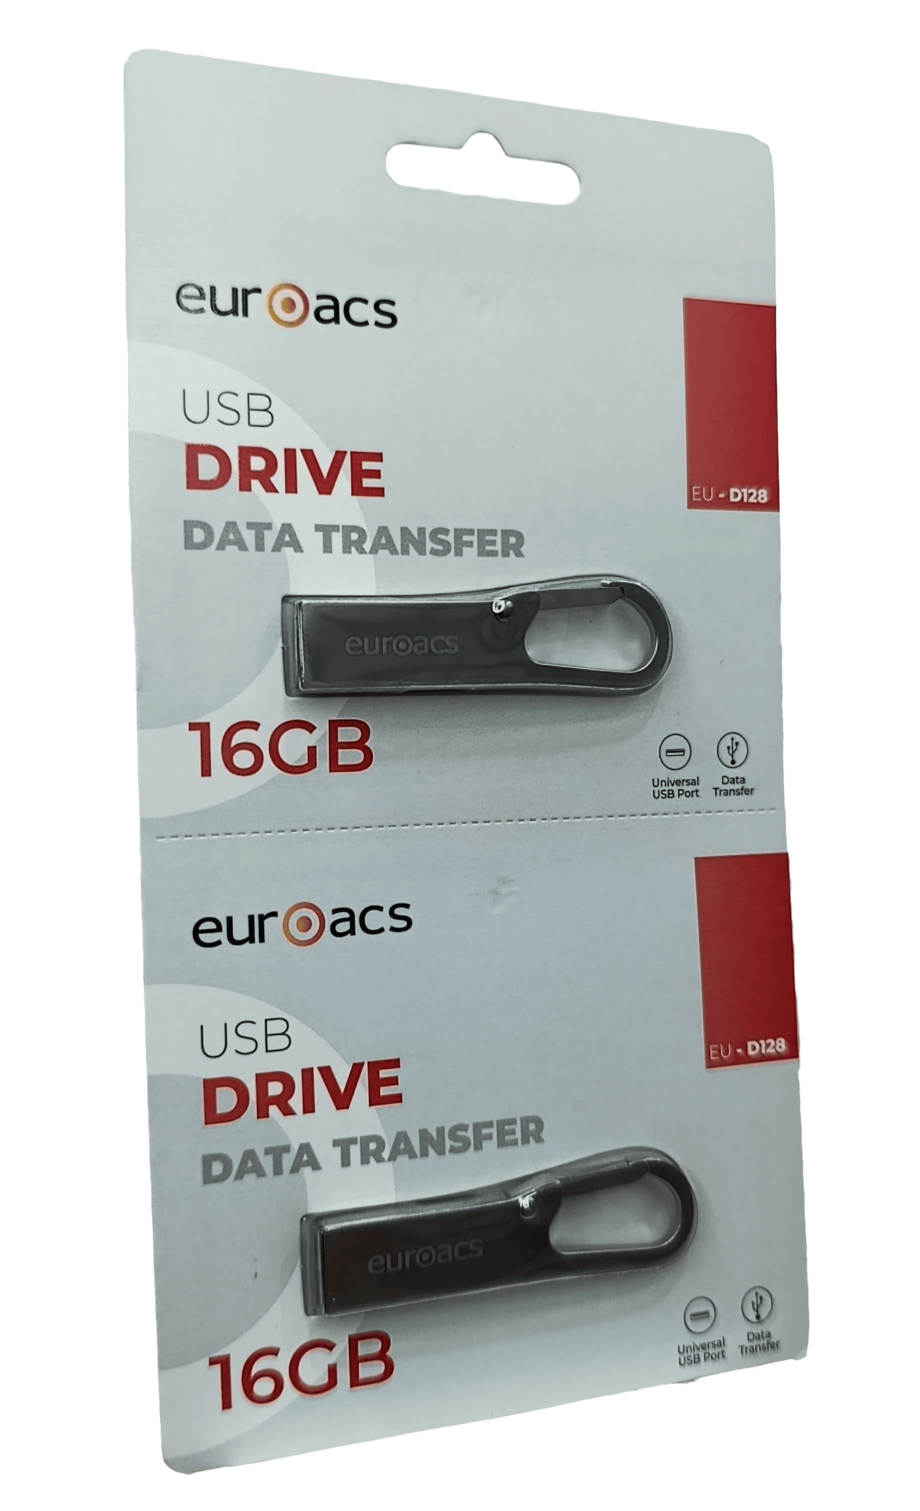 euroacs
USB
DRIVE
DATA TRANSFER
EU - D128
euroacs
16GB
Universal
USB Port
Data
Transfer
euroacs
USB
DRIVE
DATA TRANSFER
EU - D128
euroacs
16GB
Universal
USB Port
Data
Transfer